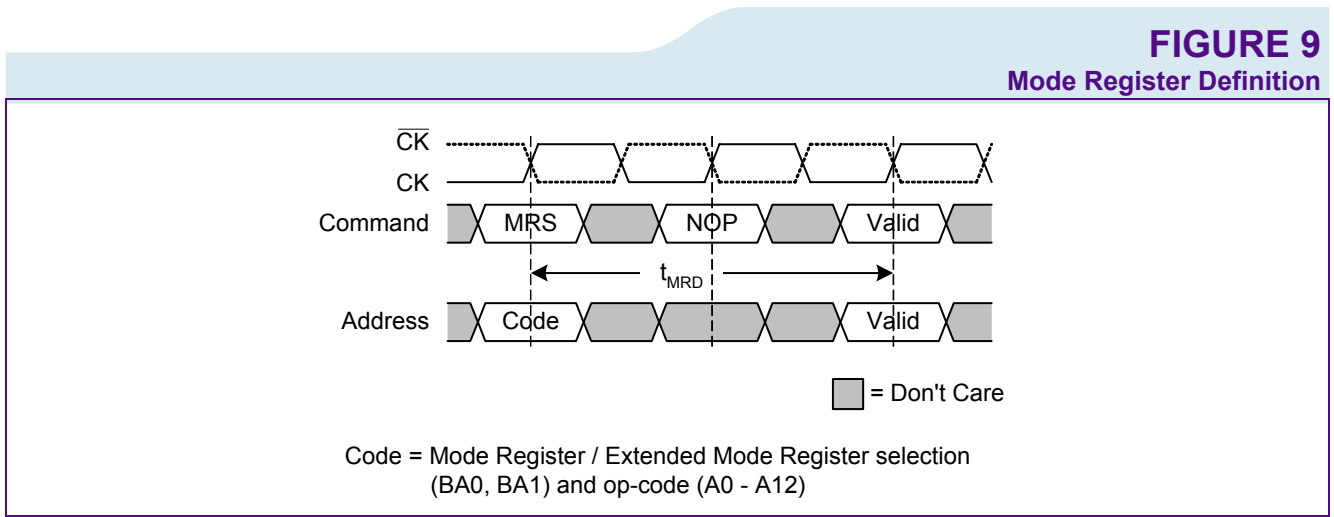 FIGURE 9
Mode Register Definition
CK
CK
Command MRS NOP Valid
tMRD
Address Code Valid
= Don't Care
Code = Mode Register / Extended Mode Register selection
(BA0, BA1) and op-code (A0 - A12)